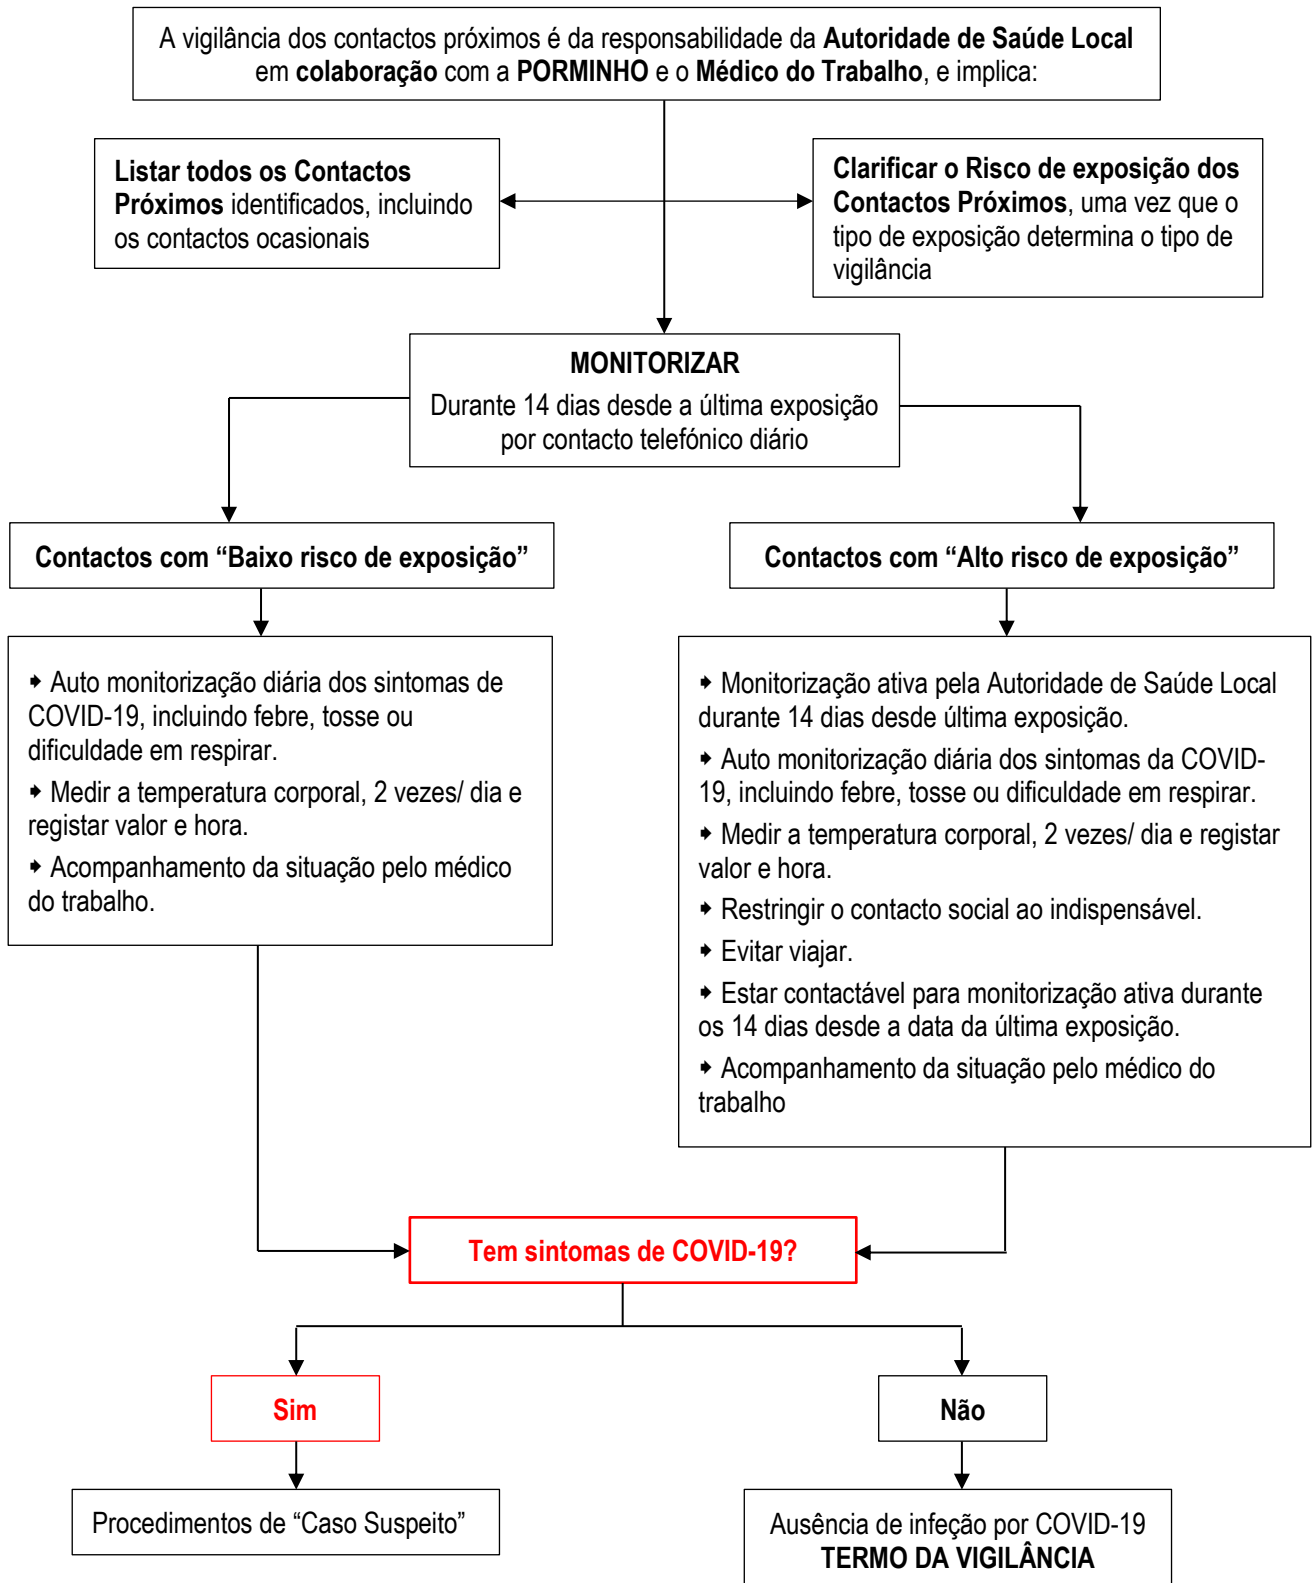 A vigilância dos contactos próximos é da responsabilidade da Autoridade de Saúde Local
em colaboração com a PORMINHO e o Médico do Trabalho, e implica:
Listar todos os Contactos
Próximos identificados, incluindo
os contactos ocasionais
Clarificar o Risco de exposição dos
Contactos Próximos, uma vez que o
tipo de exposição determina o tipo de
vigilância
MONITORIZAR
Durante 14 dias desde a última exposição
por contacto telefónico diário
Contactos com “Baixo risco de exposição”
Contactos com “Alto risco de exposição”
➧ Auto monitorização diária dos sintomas de
COVID-19, incluindo febre, tosse ou
dificuldade em respirar.
➧ Medir a temperatura corporal, 2 vezes/ dia e
registar valor e hora.
➧ Acompanhamento da situação pelo médico
do trabalho.
➧ Monitorização ativa pela Autoridade de Saúde Local
durante 14 dias desde última exposição.
➧ Auto monitorização diária dos sintomas da COVID-
19, incluindo febre, tosse ou dificuldade em respirar.
➧ Medir a temperatura corporal, 2 vezes/ dia e registar
valor e hora.
➧ Restringir o contacto social ao indispensável.
➧ Evitar viajar.
➧ Estar contactável para monitorização ativa durante
os 14 dias desde a data da última exposição.
➧ Acompanhamento da situação pelo médico do
trabalho
Tem sintomas de COVID-19?
Sim
Não
Procedimentos de “Caso Suspeito”
Ausência de infeção por COVID-19
TERMO DA VIGILÂNCIA